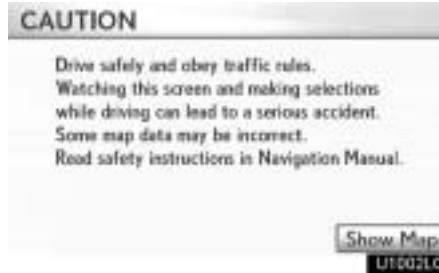 CAUTION
Drive safely and obey traffic rules.
Watching this screen and making selections
while driving can lead to a serious accident.
Some map data may be incorrect.
Read safety instructions in Navigation Manual.
Show Map
U1002LC